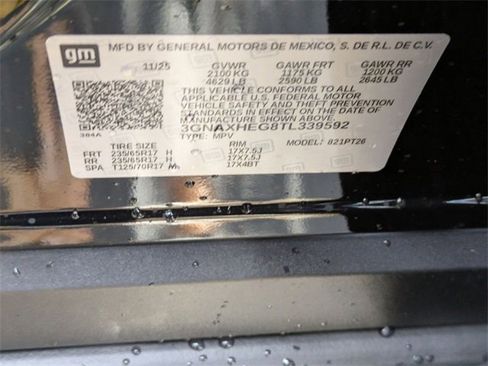 gm
MFD BY GENERAL MOTORS DE MEXICO, S. DE R.L. DE C.V.
11/25 GVWR GAWR FRT GAWR RR
2100 KG 1175 KG 1200 KG
4629 LB 2590 LB 2645 LB
THIS VEHICLE CONFORMS TO ALL
APPLICABLE U.S. FEDERAL MOTOR
VEHICLE SAFETY AND THEFT PREVENTION
STANDARDS IN EFFECT ON THE DATE OF
MANUFACTURE SHOWN ABOVE.
3GNAXHEG8TL339592
TYPE: MPV MODEL: 821PT26
384A
TIRE SIZE RIM
FRT 235/65R17 H 17X7.5J
RR 235/65R17 H 17X7.5J
SPA T125/70R17 M 17X4BT